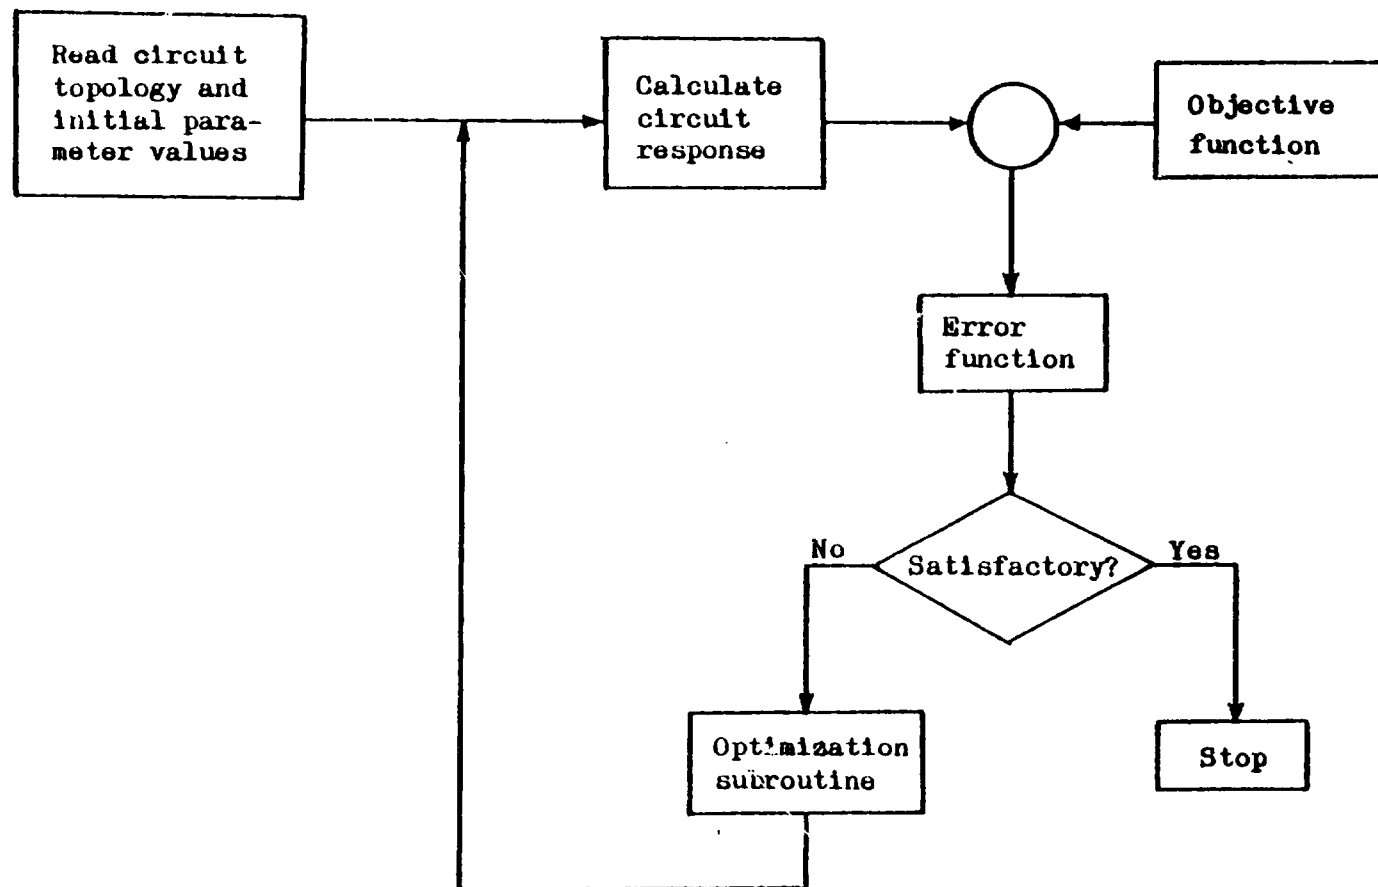 Read circuit
topology and
initial para-
meter values
Calculate
circuit
response
Objective
function
Error
function
No
Satisfactory?
Yes
Optimization
subroutine
Stop